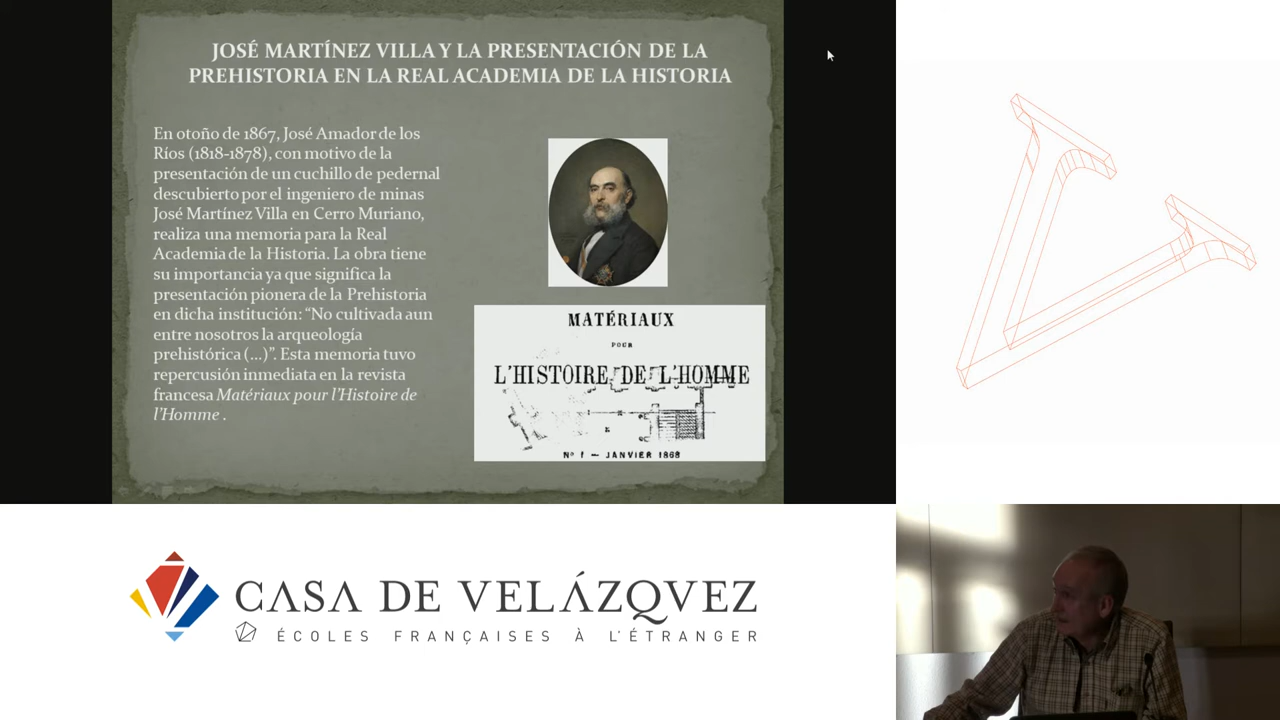 JOSÉ MARTÍNEZ VILLA Y LA PRESENTACIÓN DE LA
PREHISTORIA EN LA REAL ACADEMIA DE LA HISTORIA
En otoño de 1867, José Amador de los
Ríos (1818-1878), con motivo de la
presentación de un cuchillo de pedernal
descubierto por el ingeniero de minas
José Martínez Villa en Cerro Muriano,
realiza una memoria para la Real
Academia de la Historia. La obra tiene
su importancia ya que significa la
presentación pionera de la Prehistoria
en dicha institución: “No cultivada aun
entre nosotros la arqueología
prehistórica (...)”. Esta memoria tuvo
repercusión inmediata en la revista
francesa Matériaux pour l’Histoire de
l’Homme .
MATÉRIAUX
POUR
L'HISTOIRE DE L'HOMME
K
Nº 1 — JANVIER 1868
CASA DE VELÁZQVEZ
ÉCOLES FRANÇAISES À L'ÉTRANGER